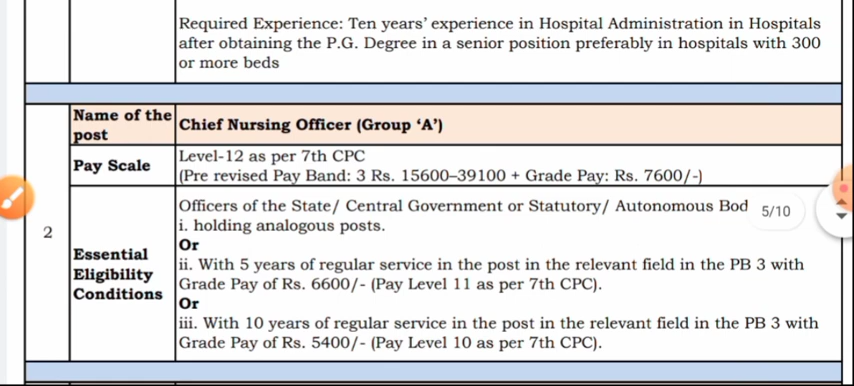 Required Experience: Ten years' experience in Hospital Administration in Hospitals
after obtaining the P.G. Degree in a senior position preferably in hospitals with 300
or more beds
Name of the
post
Chief Nursing Officer (Group 'A')
Pay Scale
Level-12 as per 7th CPC
(Pre revised Pay Band: 3 Rs. 15600–39100 + Grade Pay: Rs. 7600/-)
2
Essential
Eligibility
Conditions
Officers of the State/ Central Government or Statutory/ Autonomous Bod
5/10
i. holding analogous posts.
Or
ii. With 5 years of regular service in the post in the relevant field in the PB 3 with
Grade Pay of Rs. 6600/- (Pay Level 11 as per 7th CPC).
Or
iii. With 10 years of regular service in the post in the relevant field in the PB 3 with
Grade Pay of Rs. 5400/- (Pay Level 10 as per 7th CPC).